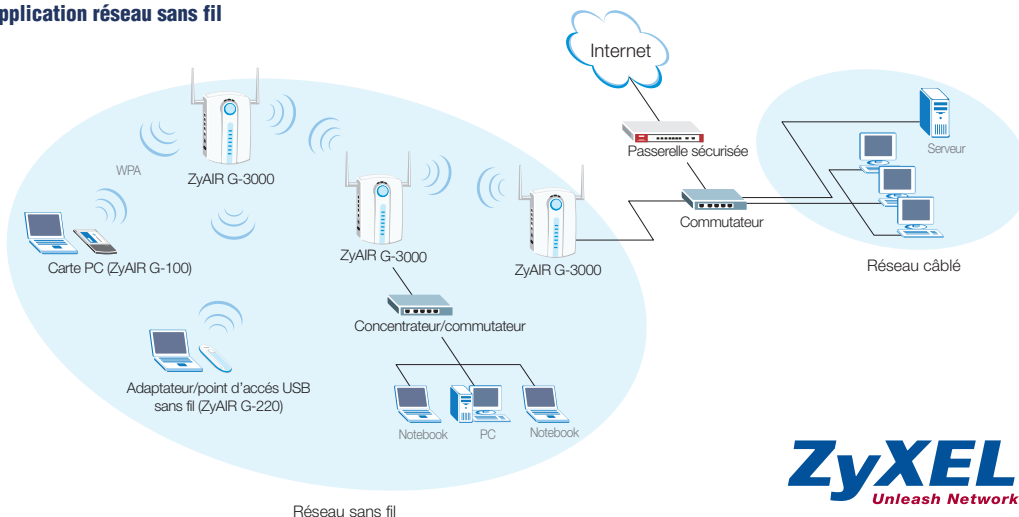 pplication réseau sans fil
Internet
Passerelle sécurisée
Serveur
WPA
ZyAIR G-3000
ZyAIR G-3000
ZyAIR G-3000
Commutateur
Réseau câblé
Carte PC (ZyAIR G-100)
Concentrateur/commutateur
Adaptateur/point d'accés USB
sans fil (ZyAIR G-220)
Notebook
PC
Notebook
Réseau sans fil
ZyXEL
Unleash Network